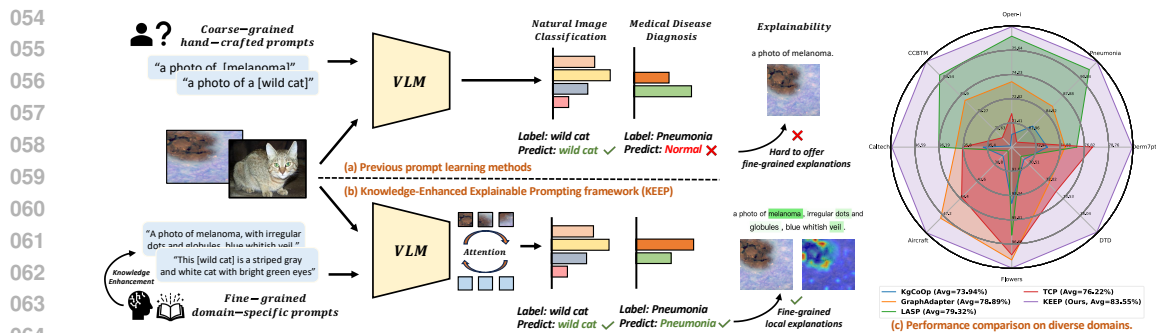 054
055
056
057
058
059
060
061
062
063
Coarse-grained
hand-crafted prompts
"a photo of [melanoma]"
"a photo of a [wild cat]"
VLM
Natural Image
Classification
Medical Disease
Diagnosis
Explainability
a photo of melanoma.
Label: wild cat
Predict: wild cat
Label: Pneumonia
Predict: Normal
Hard to offer
fine-grained explanations
(a) Previous prompt learning methods
(b) Knowledge-Enhanced Explainable Prompting framework (KEEP)
"A photo of melanoma, with irregular
dots and globules, blue whitish veil."
"This [wild cat] is a striped gray
and white cat with bright green eyes"
Knowledge
Enhancement
Fine-grained
domain-specific prompts
VLM
Attention
Label: wild cat
Predict: wild cat
Label: Pneumonia
Predict: Pneumonia
a photo of melanoma, irregular dots and
globules, blue whitish veil.
Fine-grained
local explanations
Open-i
Pneumonia
Derm7pt
DTD
Flowers
Aircraft
Caltech
CCBTM
KgCoOp (Avg=73.94%)
GraphAdapter (Avg=78.89%)
LASP (Avg=79.32%)
TCP (Avg=76.22%)
KEEP (Ours, Avg=83.55%)
(c) Performance comparison on diverse domains.